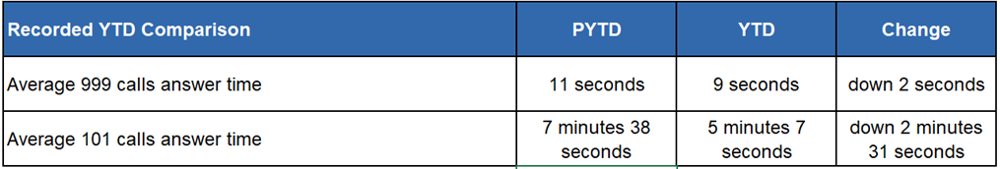 Recorded YTD Comparison PYTD YTD Change
Average 999 calls answer time 11 seconds 9 seconds down 2 seconds
Average 101 calls answer time 7 minutes 38 seconds 5 minutes 7 seconds down 2 minutes 31 seconds